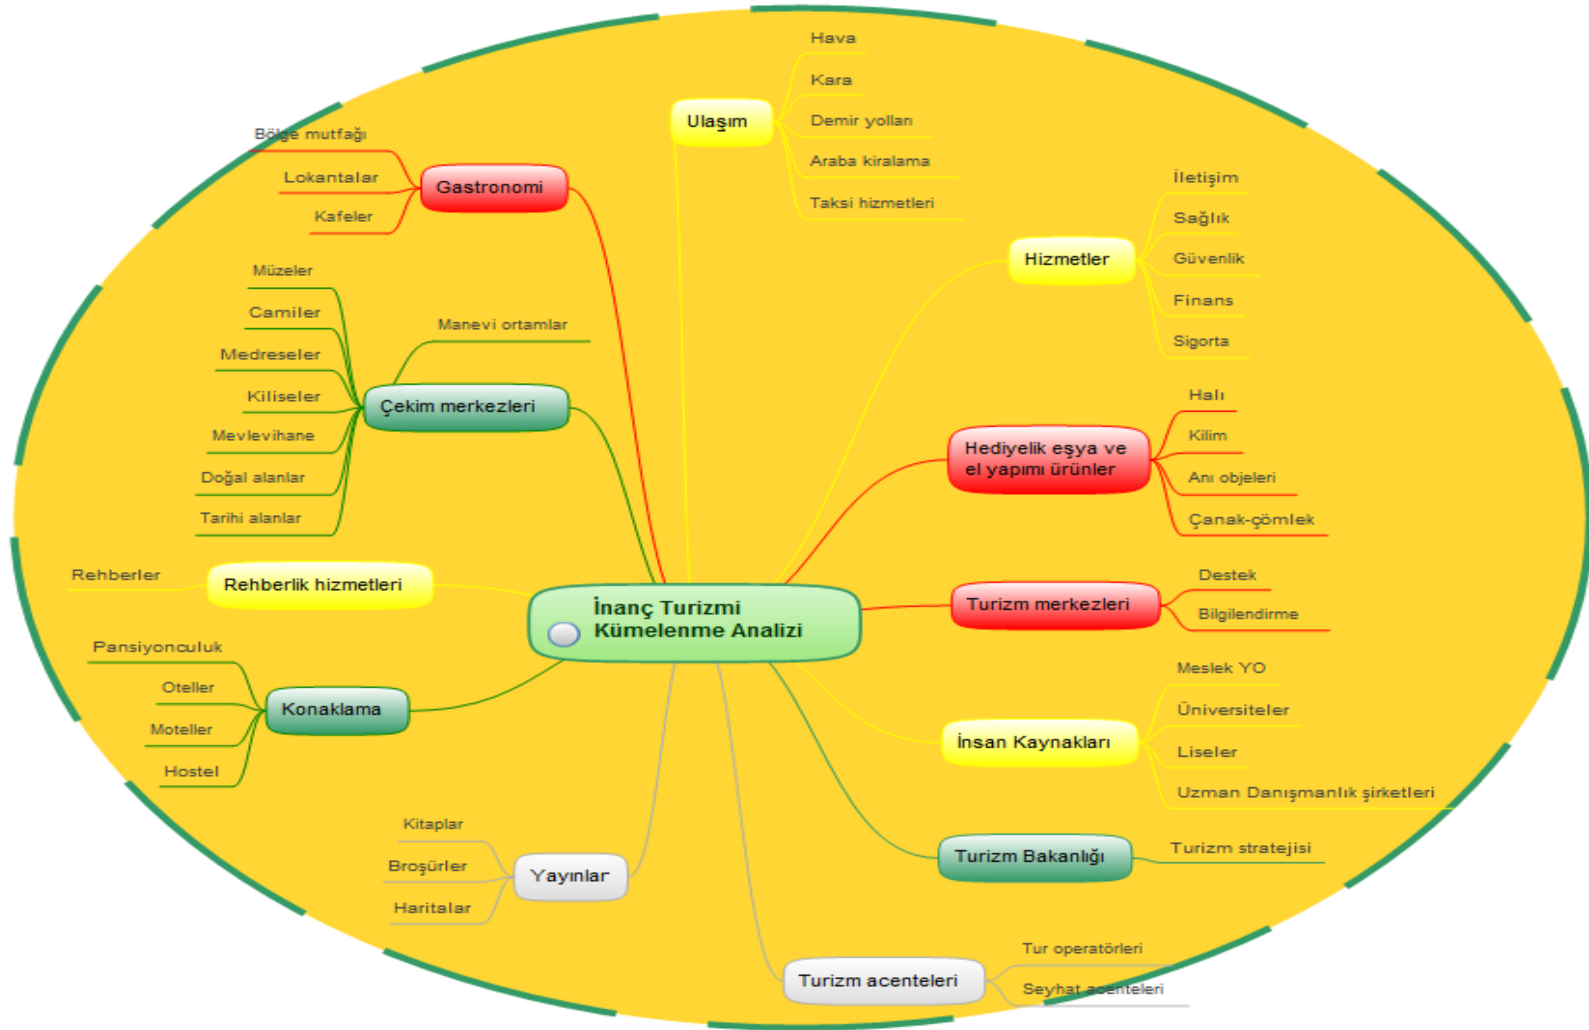 Ulaşım
Hava
Kara
Demir yolları
Araba kiralama
Taksi hizmetleri
Gastronomi
Bölge mutfağı
Lokantalar
Kafeler
Hizmetler
İletişim
Sağlık
Güvenlik
Finans
Sigorta
Çekim merkezleri
Manevi ortamlar
Müzeler
Camiler
Medreseler
Kiliseler
Mevlevihane
Doğal alanlar
Tarihi alanlar
Hediyelik eşya ve
el yapımı ürünler
Halı
Kilim
Anı objeleri
Çanak-çömlek
Rehberlik hizmetleri
Rehberler
İnanç Turizmi
Kümelenme Analizi
Turizm merkezleri
Destek
Bilgilendirme
Konaklama
Pansiyonculuk
Oteller
Moteller
Hostel
İnsan Kaynakları
Meslek YO
Üniversiteler
Liseler
Uzman Danışmanlık şirketleri
Turizm Bakanlığı
Turizm stratejisi
Yayınlar
Kitaplar
Broşürler
Haritalar
Turizm acenteleri
Tur operatörleri
Seyhat acenteleri